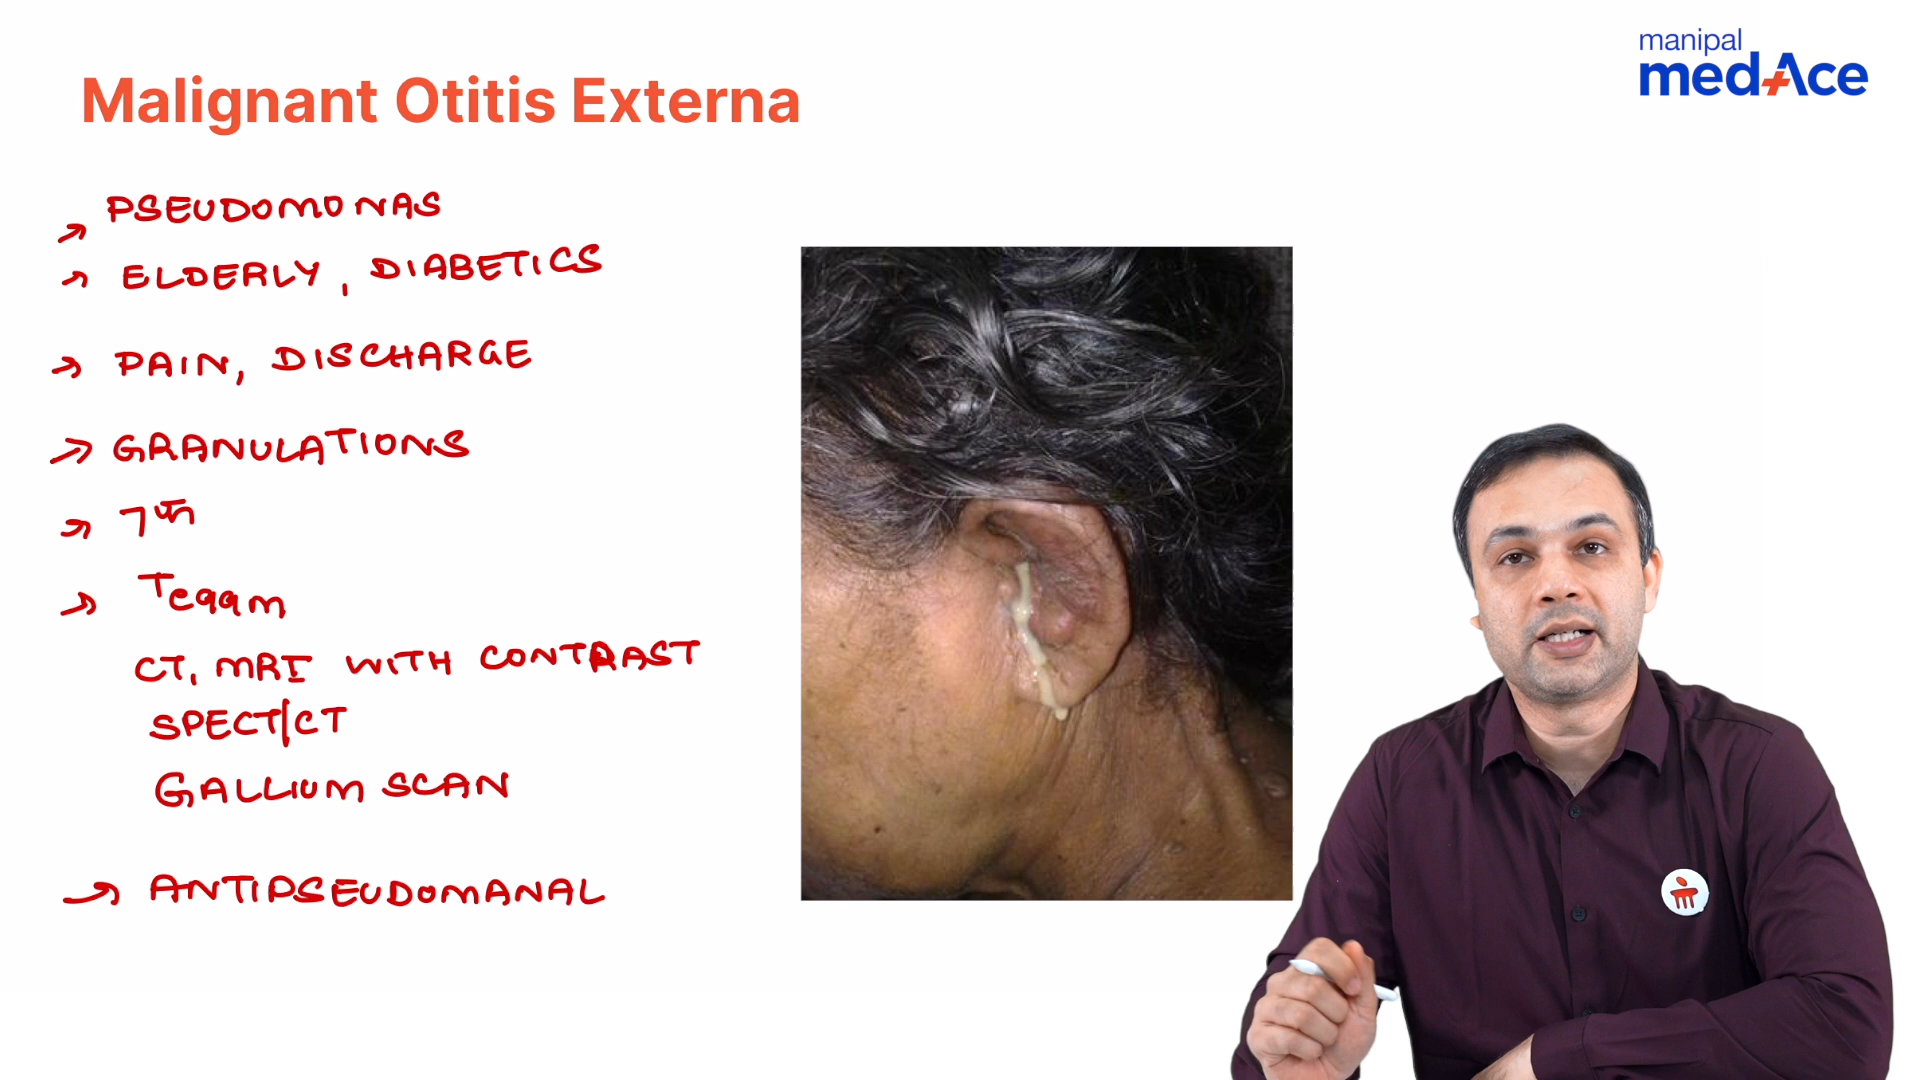 manipal
medAce
Malignant Otitis Externa
→ PSEUDOMONAS
→ ELDERLY, DIABETICS
→ PAIN, DISCHARGE
→ GRANULATIONS
→ 7th
→
CT, MRI WITH CONTRAST
SPECT/CT
GALLIUM SCAN
→ ANTIPSEUDOMANAL